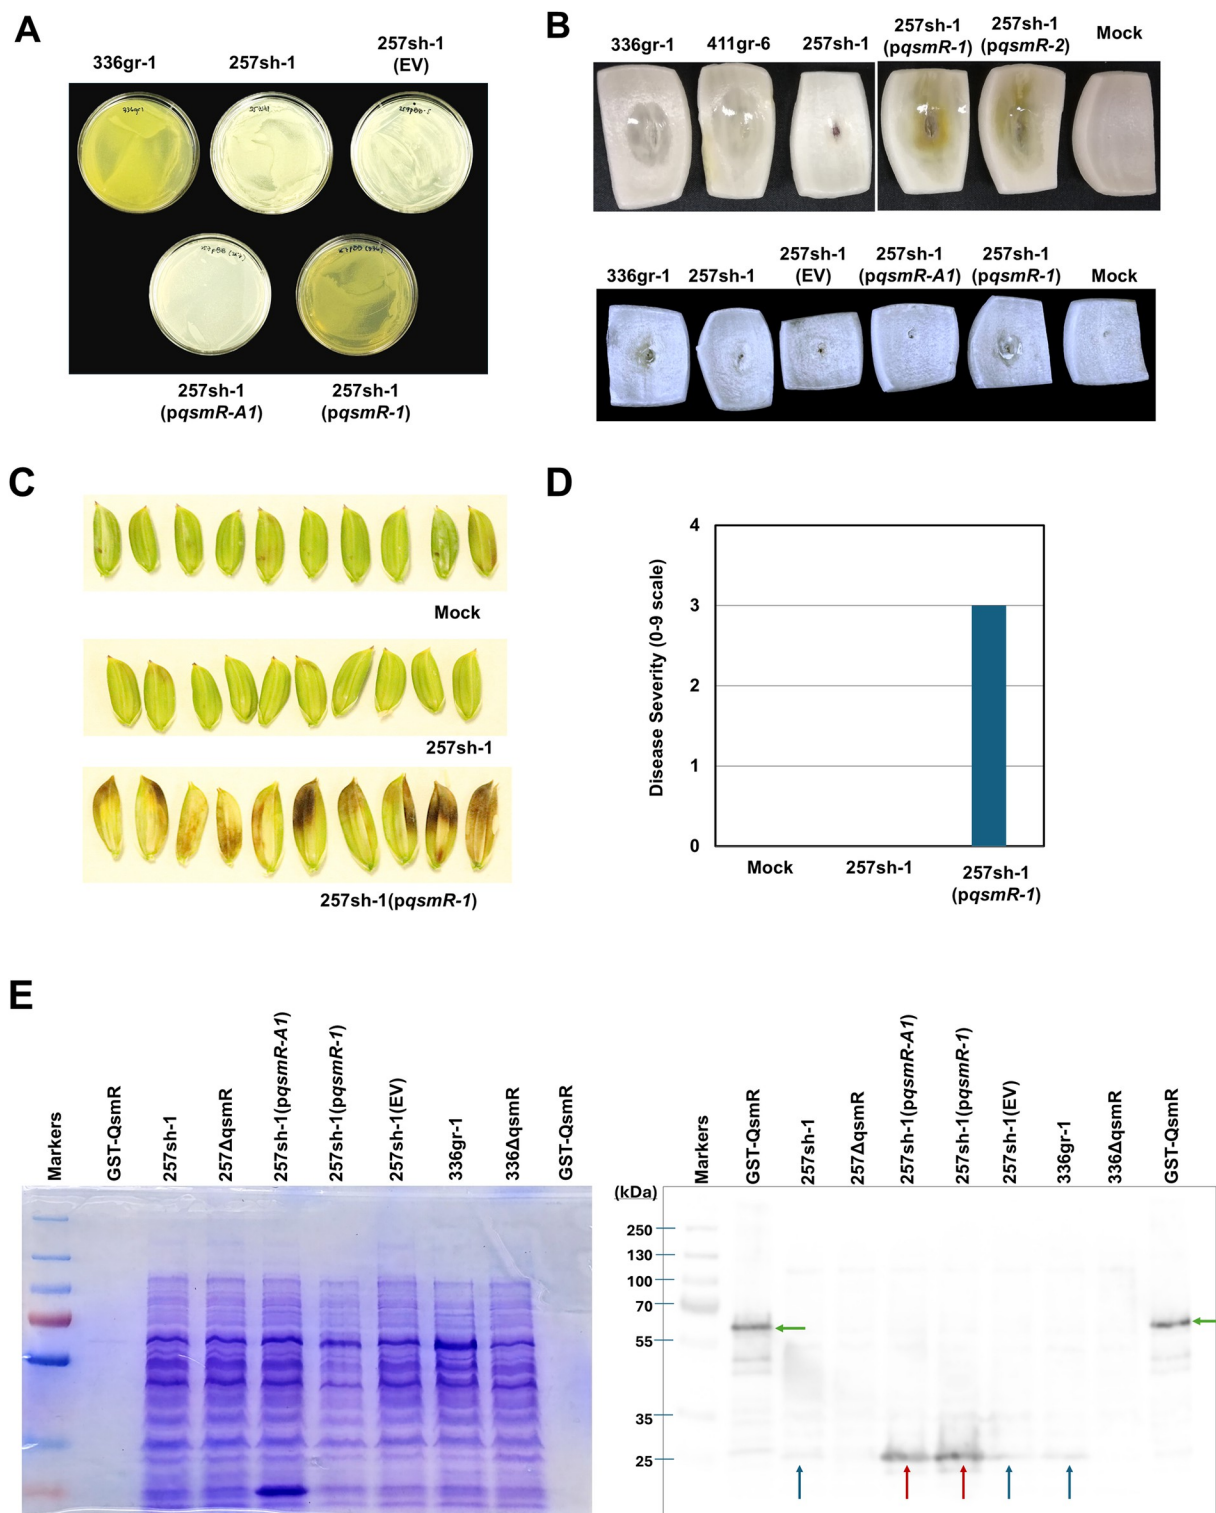 A
336gr-1
257sh-1
257sh-1
(EV)
257sh-1
(pqsmR-A1)
257sh-1
(pqsmR-1)
B
336gr-1
411gr-6
257sh-1
257sh-1
(pqsmR-1)
257sh-1
(pqsmR-2)
Mock
336gr-1
257sh-1
257sh-1
(EV)
257sh-1
(pqsmR-A1)
257sh-1
(pqsmR-1)
Mock
C
Mock
257sh-1
257sh-1(pqsmR-1)
D
Disease Severity (0-9 scale)
4
3
2
1
0
Mock
257sh-1
257sh-1
(pqsmR-1)
E
Markers
GST-QsmR
257sh-1
257ΔqsmR
257sh-1(pqsmR-A1)
257sh-1(pqsmR-1)
257sh-1(EV)
336gr-1
336ΔqsmR
GST-QsmR
Markers
GST-QsmR
257sh-1
257ΔqsmR
257sh-1(pqsmR-A1)
257sh-1(pqsmR-1)
257sh-1(EV)
336gr-1
336ΔqsmR
GST-QsmR
(kDa)
250
130
100
70
55
35
25